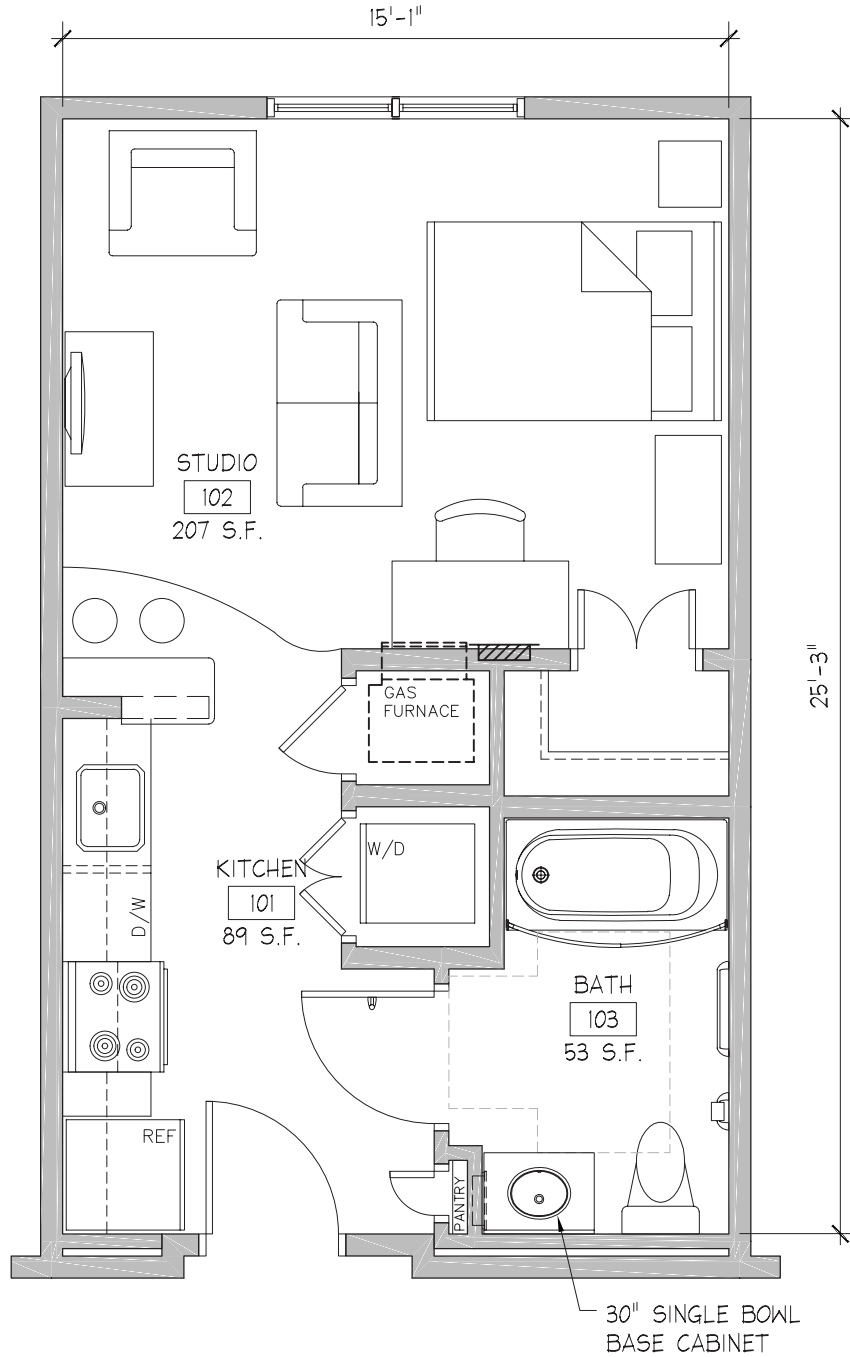 15'-1"
STUDIO
102
207 S.F.
25'-3"
GAS
FURNACE
W/D
KITCHEN
101
89 S.F.
D/W
BATH
103
53 S.F.
REF
PANTRY
30" SINGLE BOWL
BASE CABINET